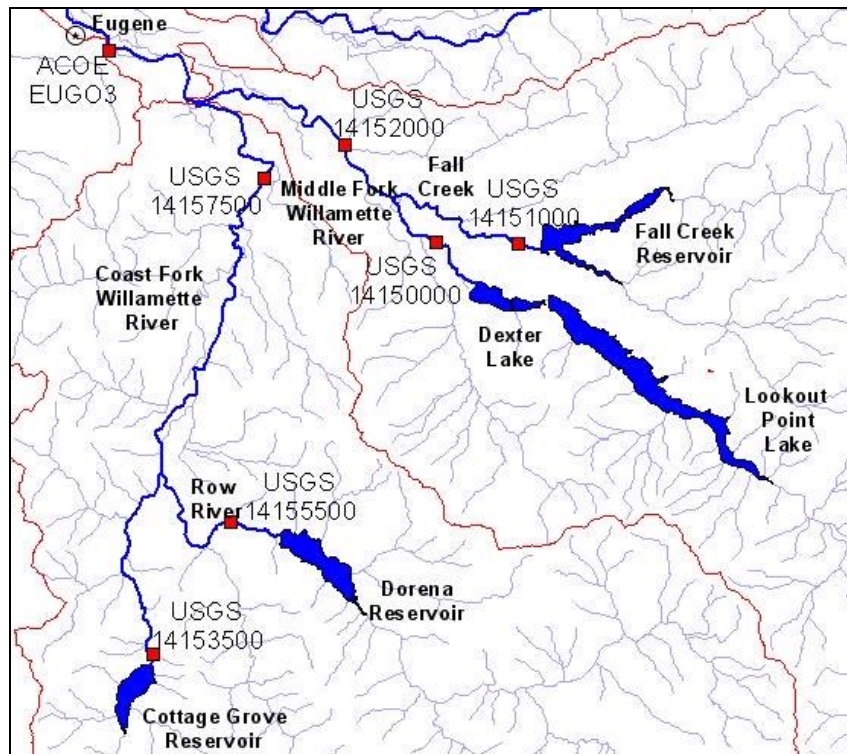 Eugene
ACOE
EUGO3
USGS
14152000
Fall
Creek
USGS
14157500
Middle Fork
Willamette
River
USGS
14151000
Fall Creek
Reservoir
USGS
14150000
Coast Fork
Willamette
River
Dexter
Lake
Lookout
Point
Lake
Row
River
USGS
14155500
Dorena
Reservoir
USGS
14153500
Cottage Grove
Reservoir